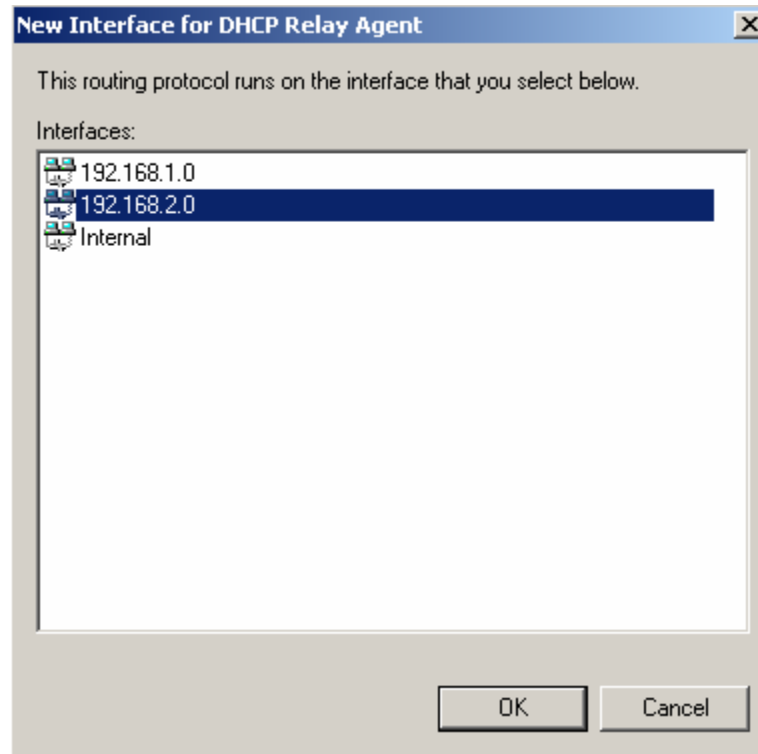 New Interface for DHCP Relay Agent
This routing protocol runs on the interface that you select below.
Interfaces:
192.168.1.0
192.168.2.0
Internal
OK Cancel